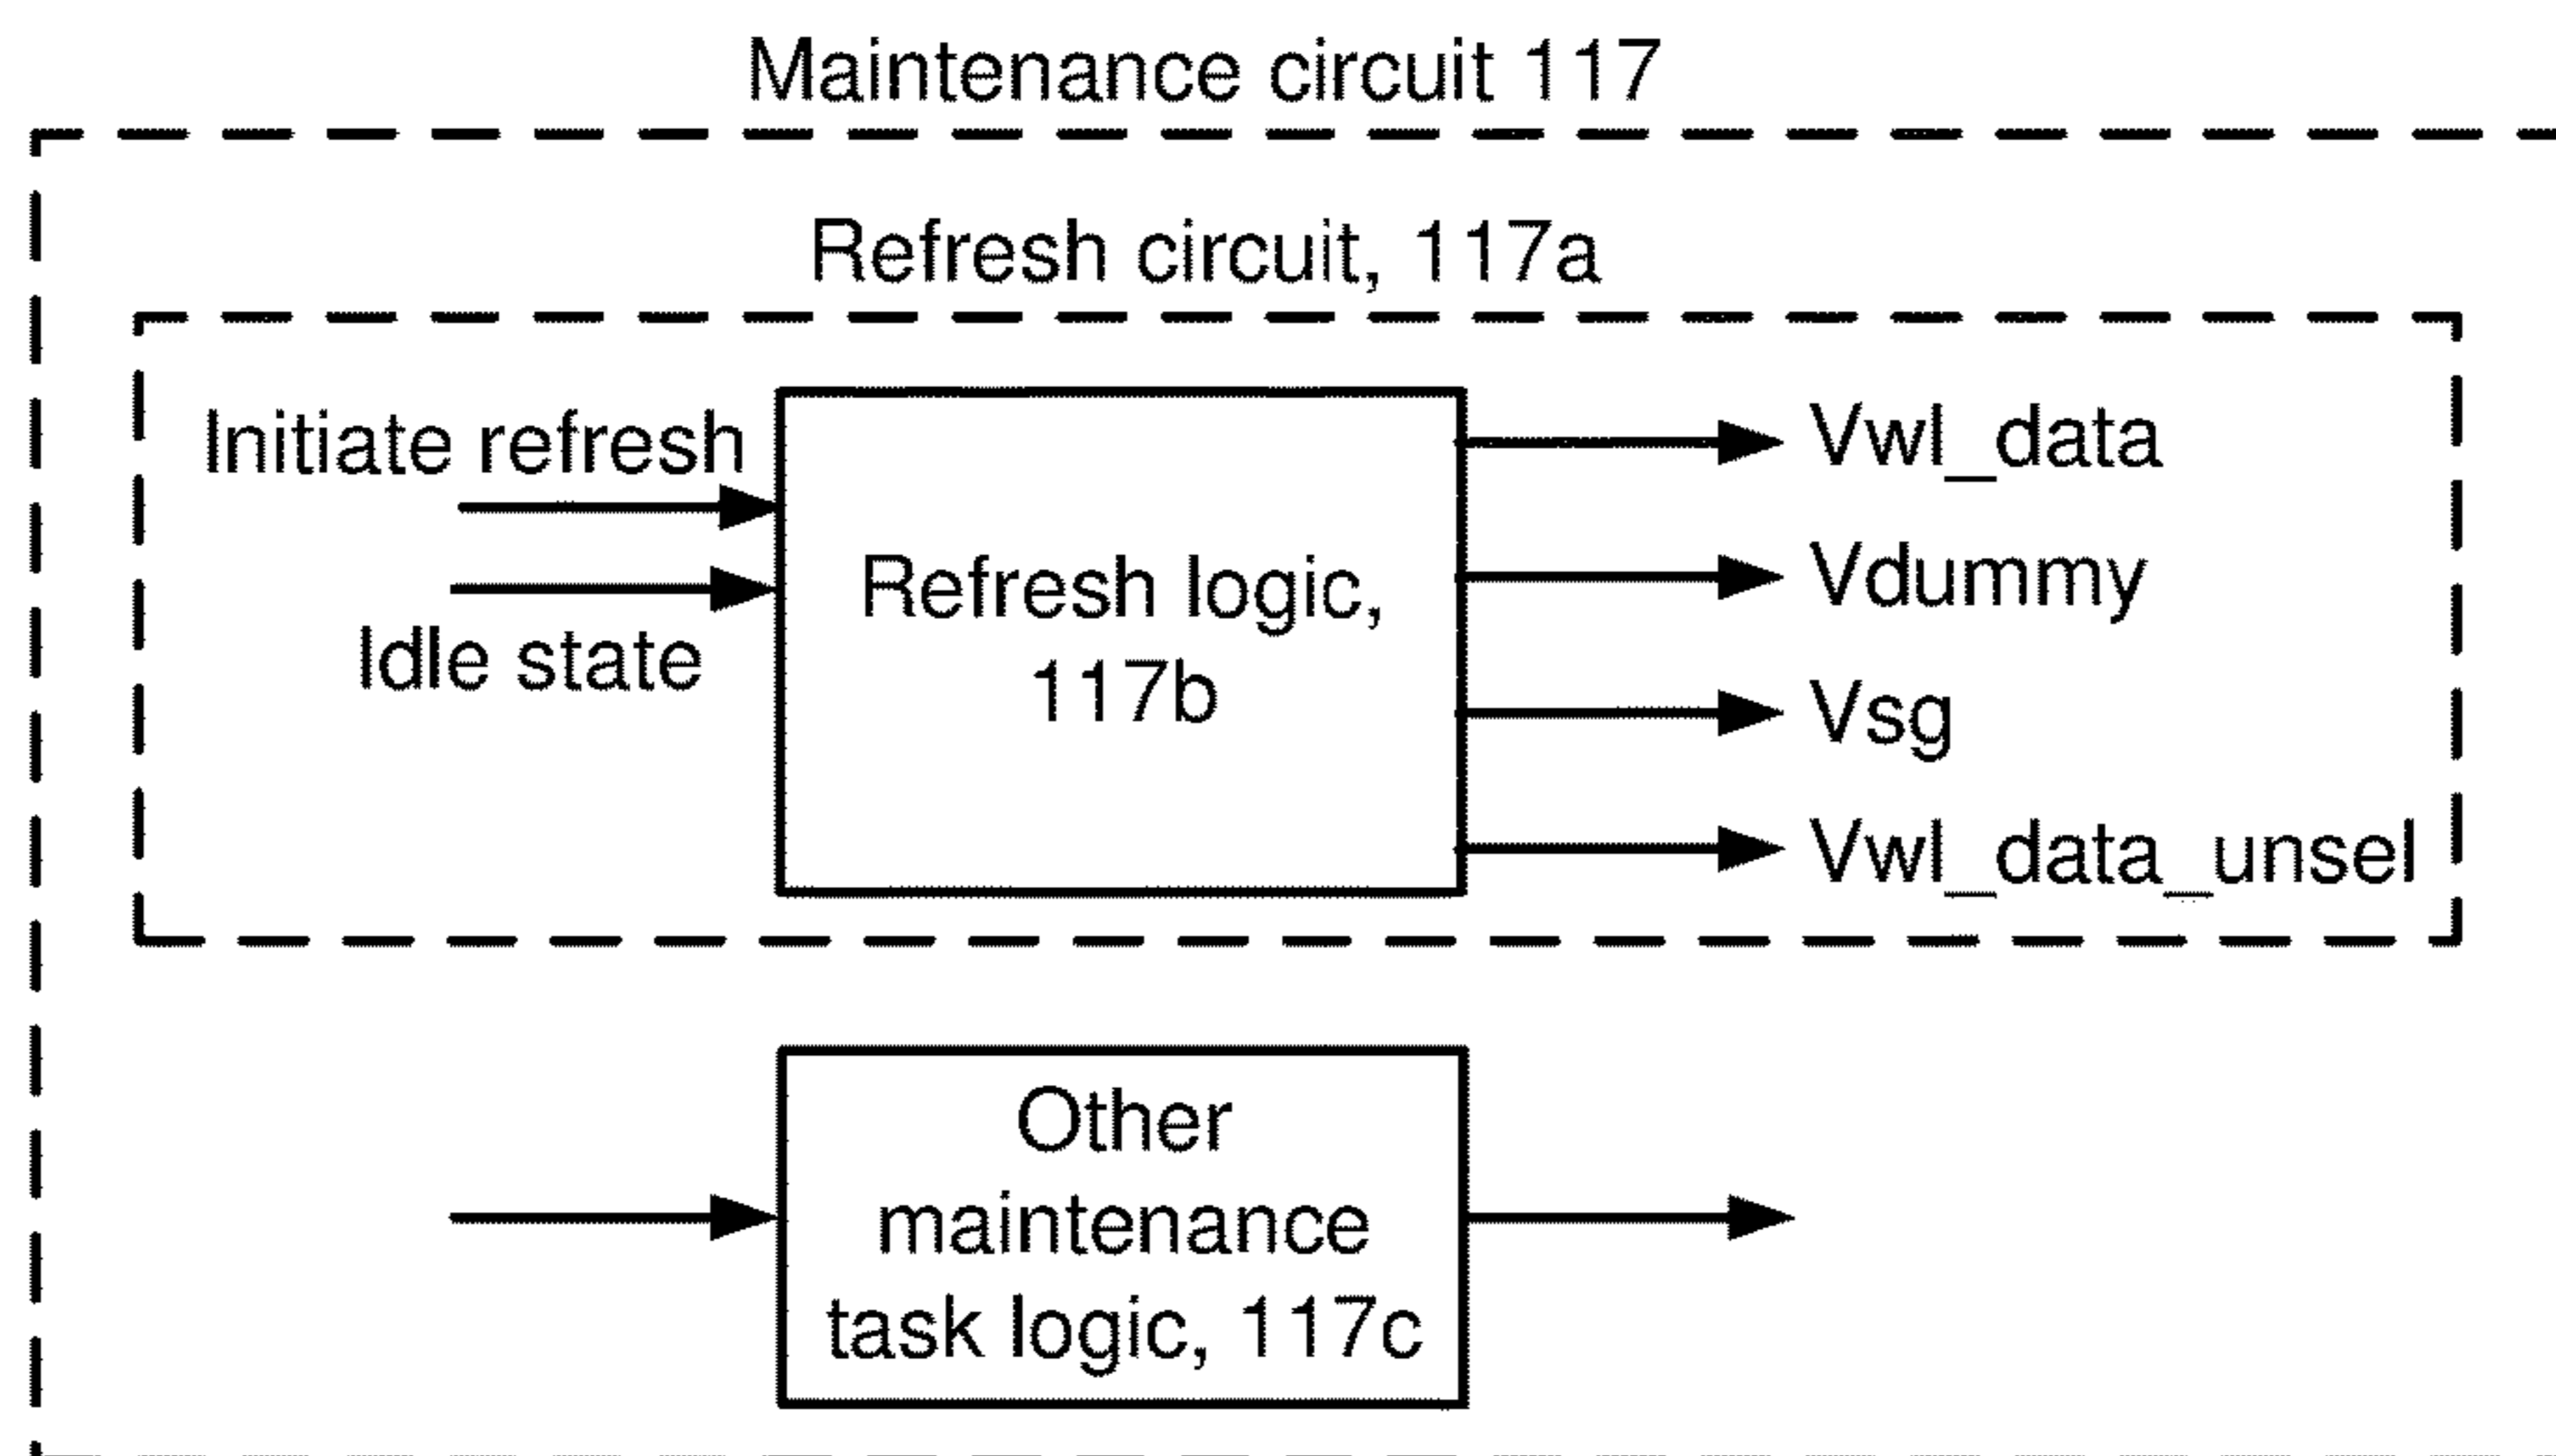 Maintenance circuit 117
Refresh circuit, 117a
Initiate refresh
Idle state
Refresh logic,
117b
Vwl_data
Vdummy
Vsg
Vwl_data_unsel
Other
maintenance
task logic, 117c